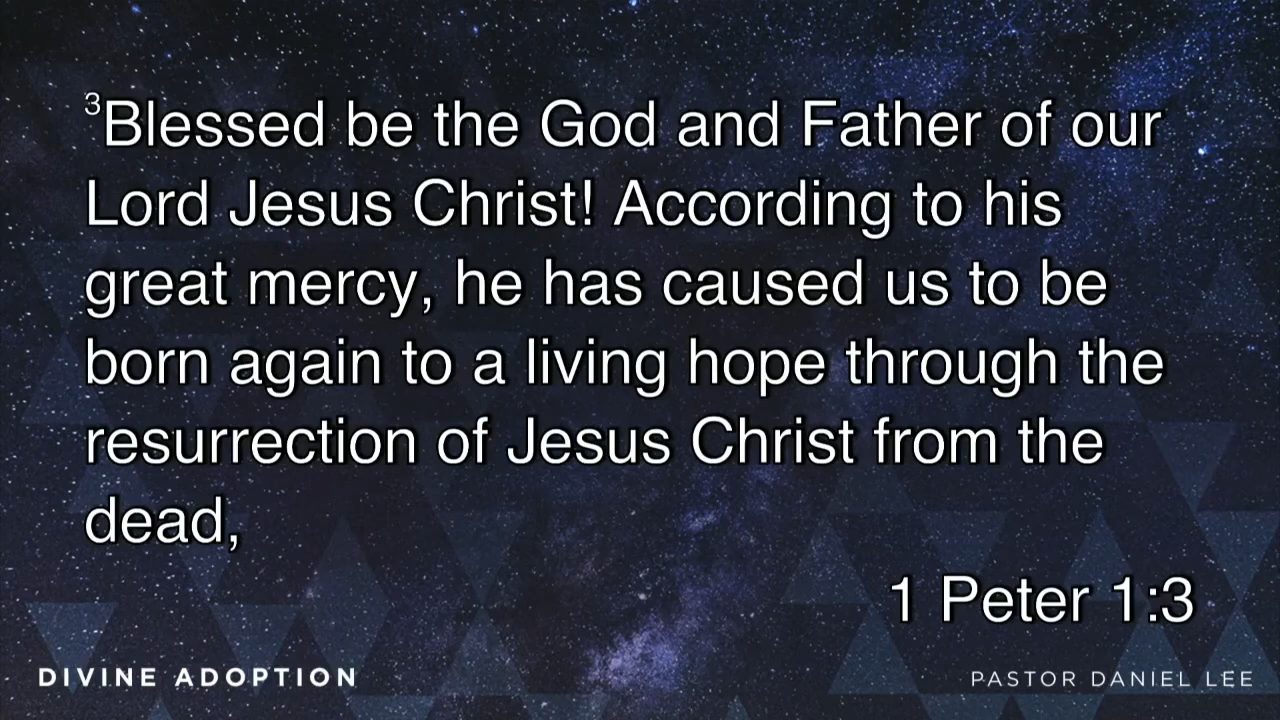 ³Blessed be the God and Father of our
Lord Jesus Christ! According to his
great mercy, he has caused us to be
born again to a living hope through the
resurrection of Jesus Christ from the
dead,
1 Peter 1:3
DIVINE ADOPTION
PASTOR DANIEL LEE